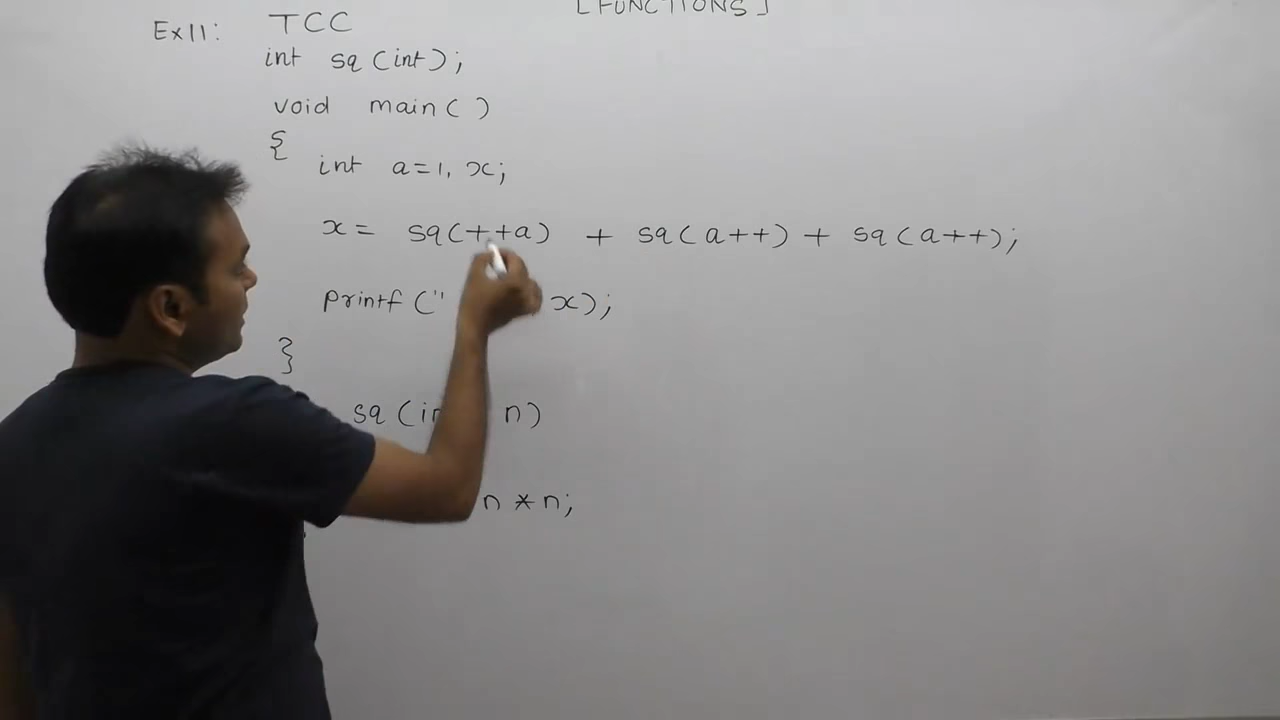 [FUNCTIONS]
Ex11: TCC
int sq(int);
void main( )
{
int a=1, x;
x= sq(++a) + sq(a++) + sq(a++);
printf (" x);
}
sq (in n)
n * n;